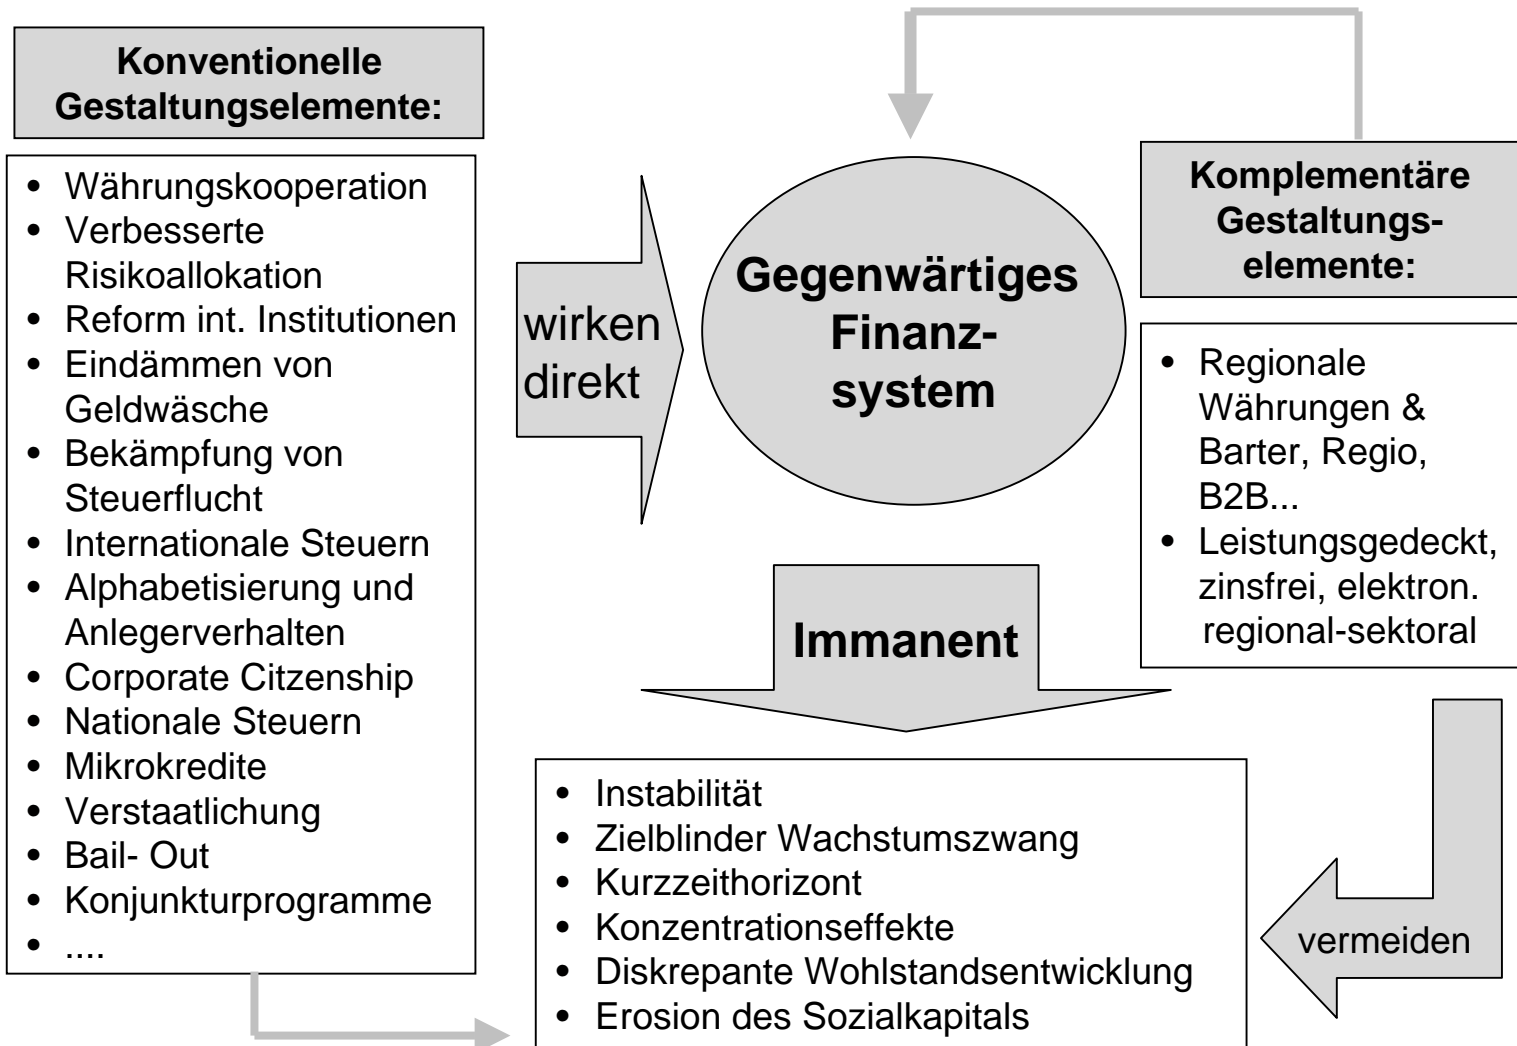 Konventionelle
Gestaltungselemente:
• Währungskooperation
• Verbesserte
Risikoallokation
• Reform int. Institutionen
• Eindämmen von
Geldwäsche
• Bekämpfung von
Steuerflucht
• Internationale Steuern
• Alphabetisierung und
Anlegerverhalten
• Corporate Citzenship
• Nationale Steuern
• Mikrokredite
• Verstaatlichung
• Bail- Out
• Konjunkturprogramme
• ....
wirken
direkt
Gegenwärtiges
Finanz-
system
Immanent
• Instabilität
• Zielblinder Wachstumszwang
• Kurzzeithorizont
• Konzentrationseffekte
• Diskrepante Wohlstandsentwicklung
• Erosion des Sozialkapitals
Komplementäre
Gestaltungs-
elemente:
• Regionale
Währungen &
Barter, Regio,
B2B...
• Leistungsgedeckt,
zinsfrei, elektron.
regional-sektoral
vermeiden